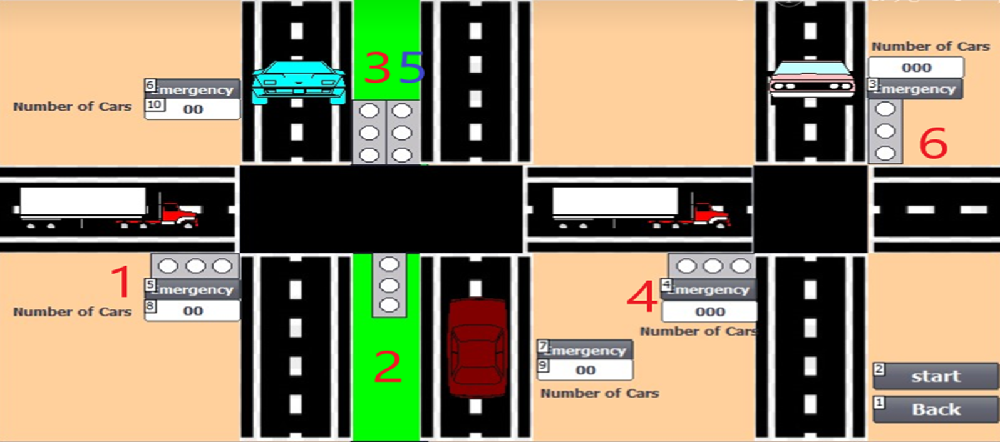 3 5
Number of Cars
000
3 Emergency
6
6 Emergency
Number of Cars 10 00
1
5 Emergency
Number of Cars 8 00
4
4 Emergency
000
Number of Cars
2
7 Emergency
9 00
Number of Cars
2 start
1 Back